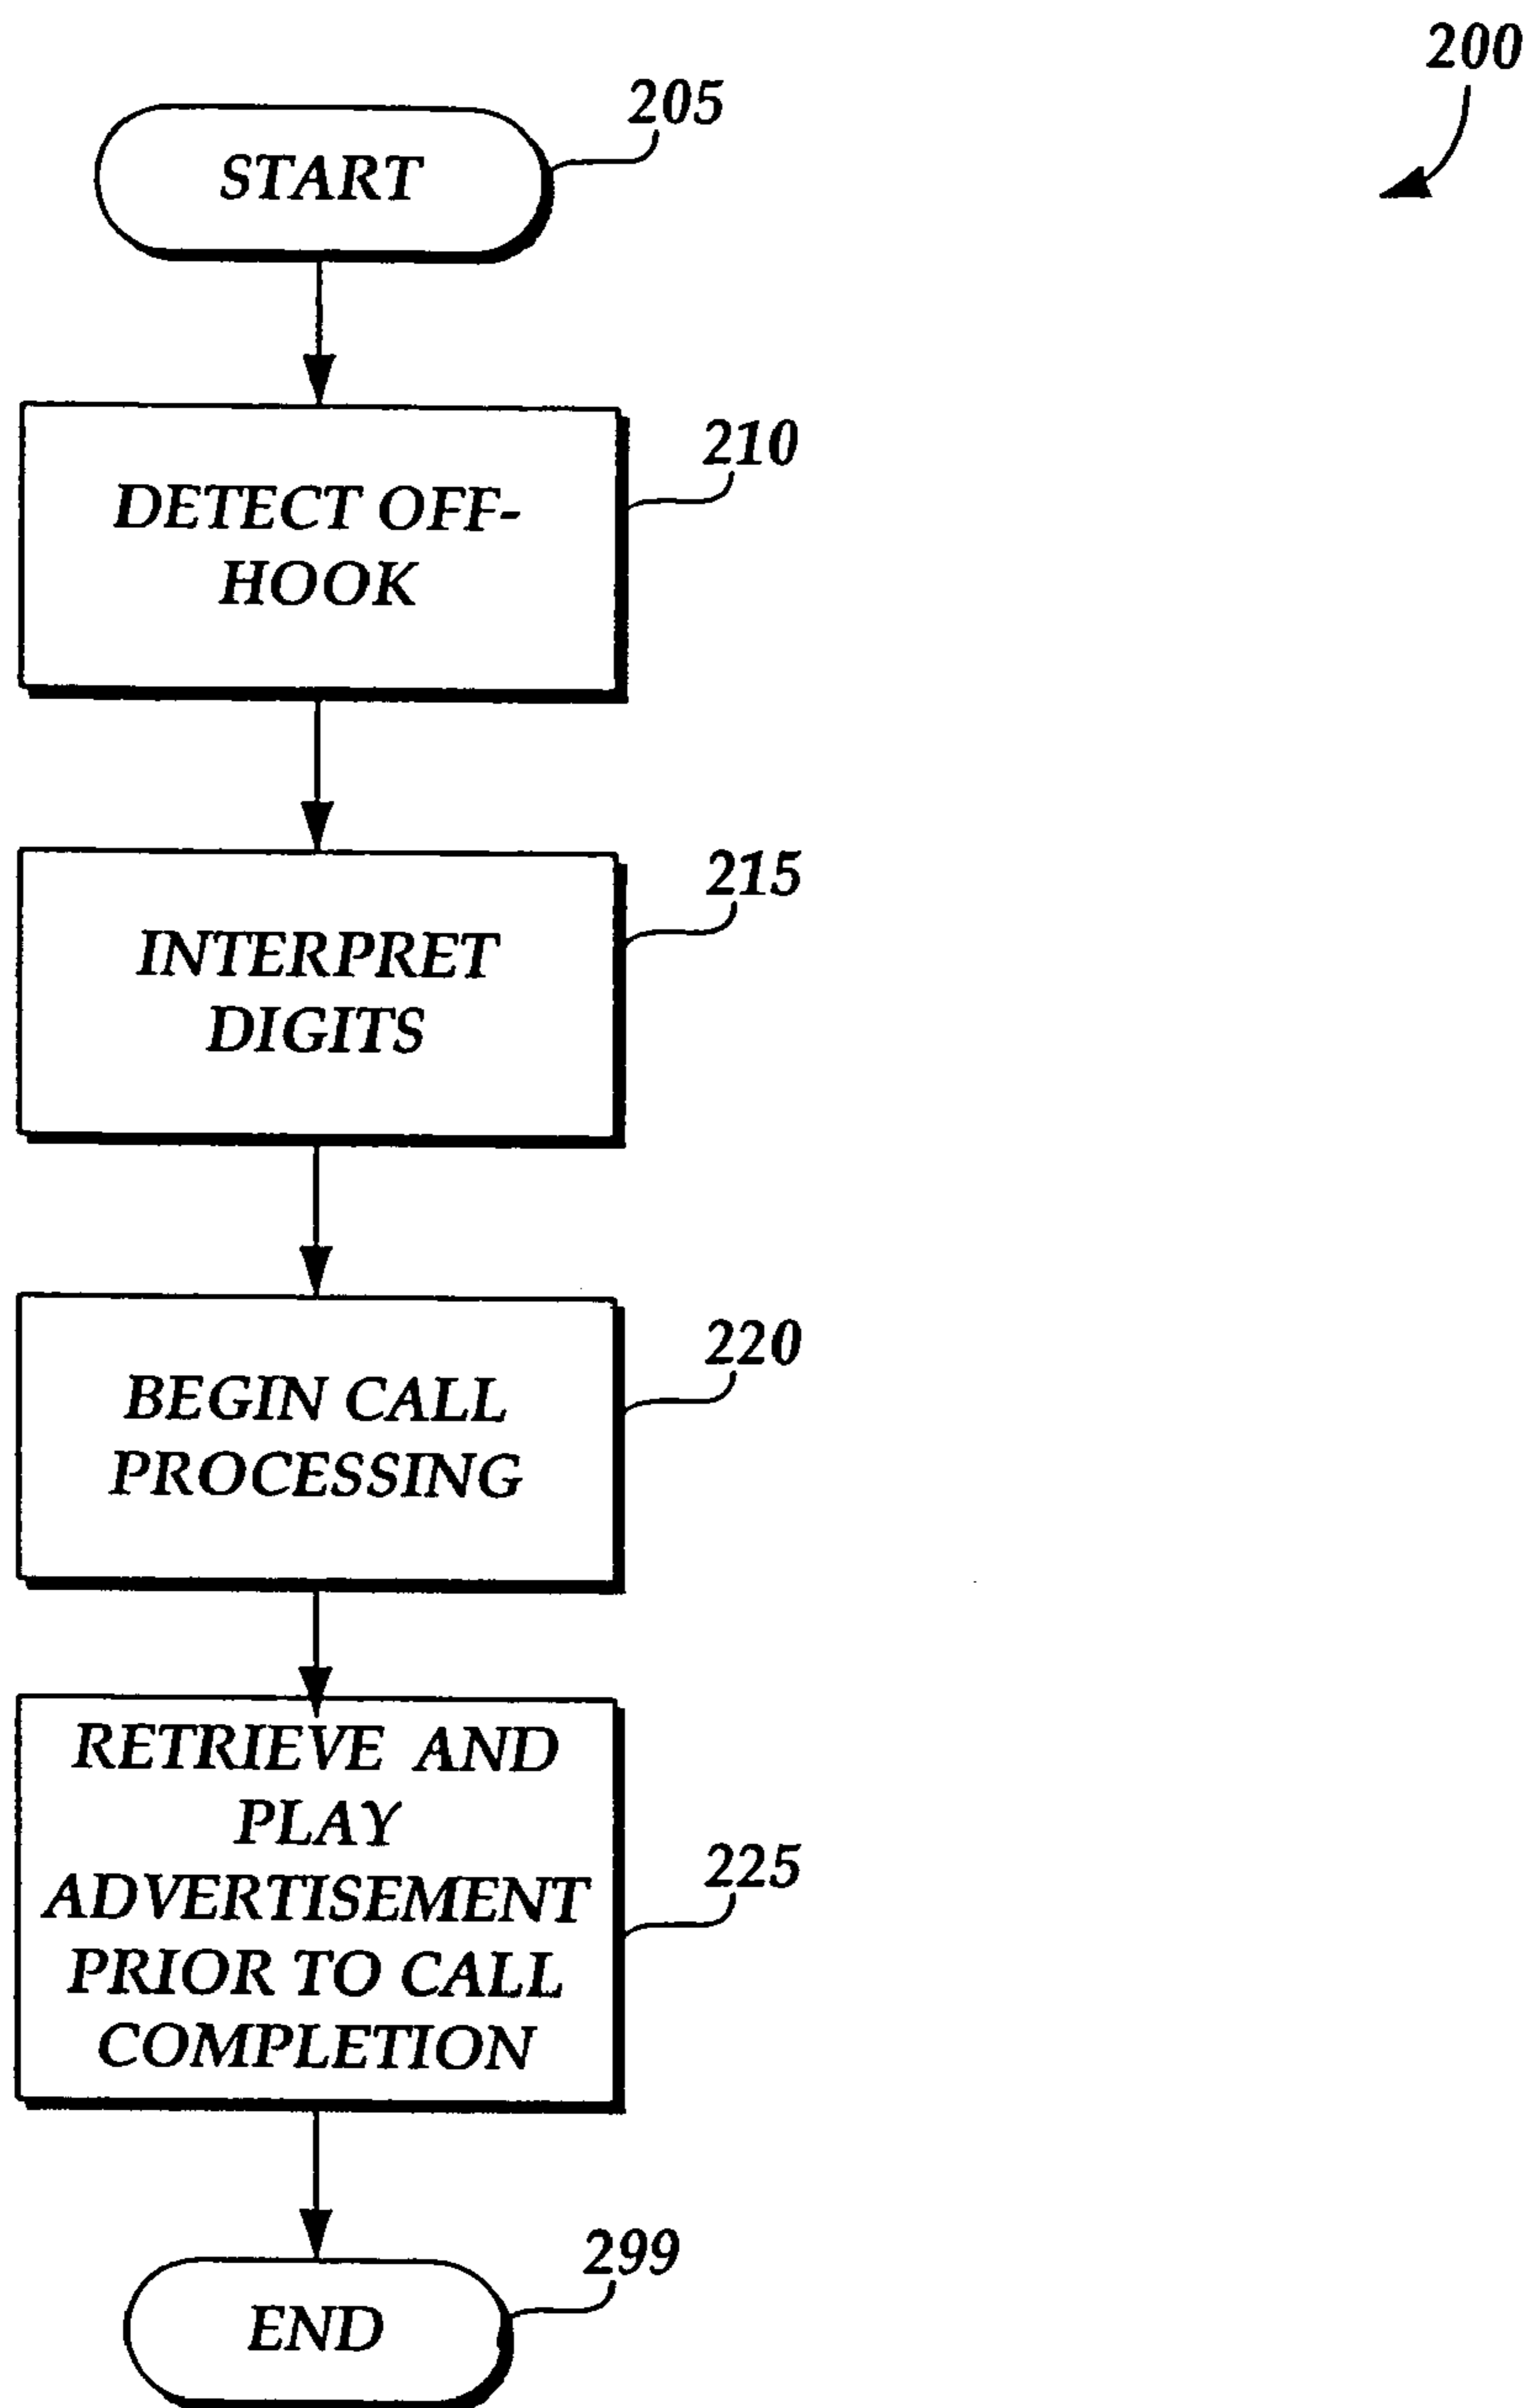 200
205
START
210
DETECT OFF-
HOOK
215
INTERPRET
DIGITS
220
BEGIN CALL
PROCESSING
RETRIEVE AND
PLAY
225
ADVERTISEMENT
PRIOR TO CALL
COMPLETION
299
END